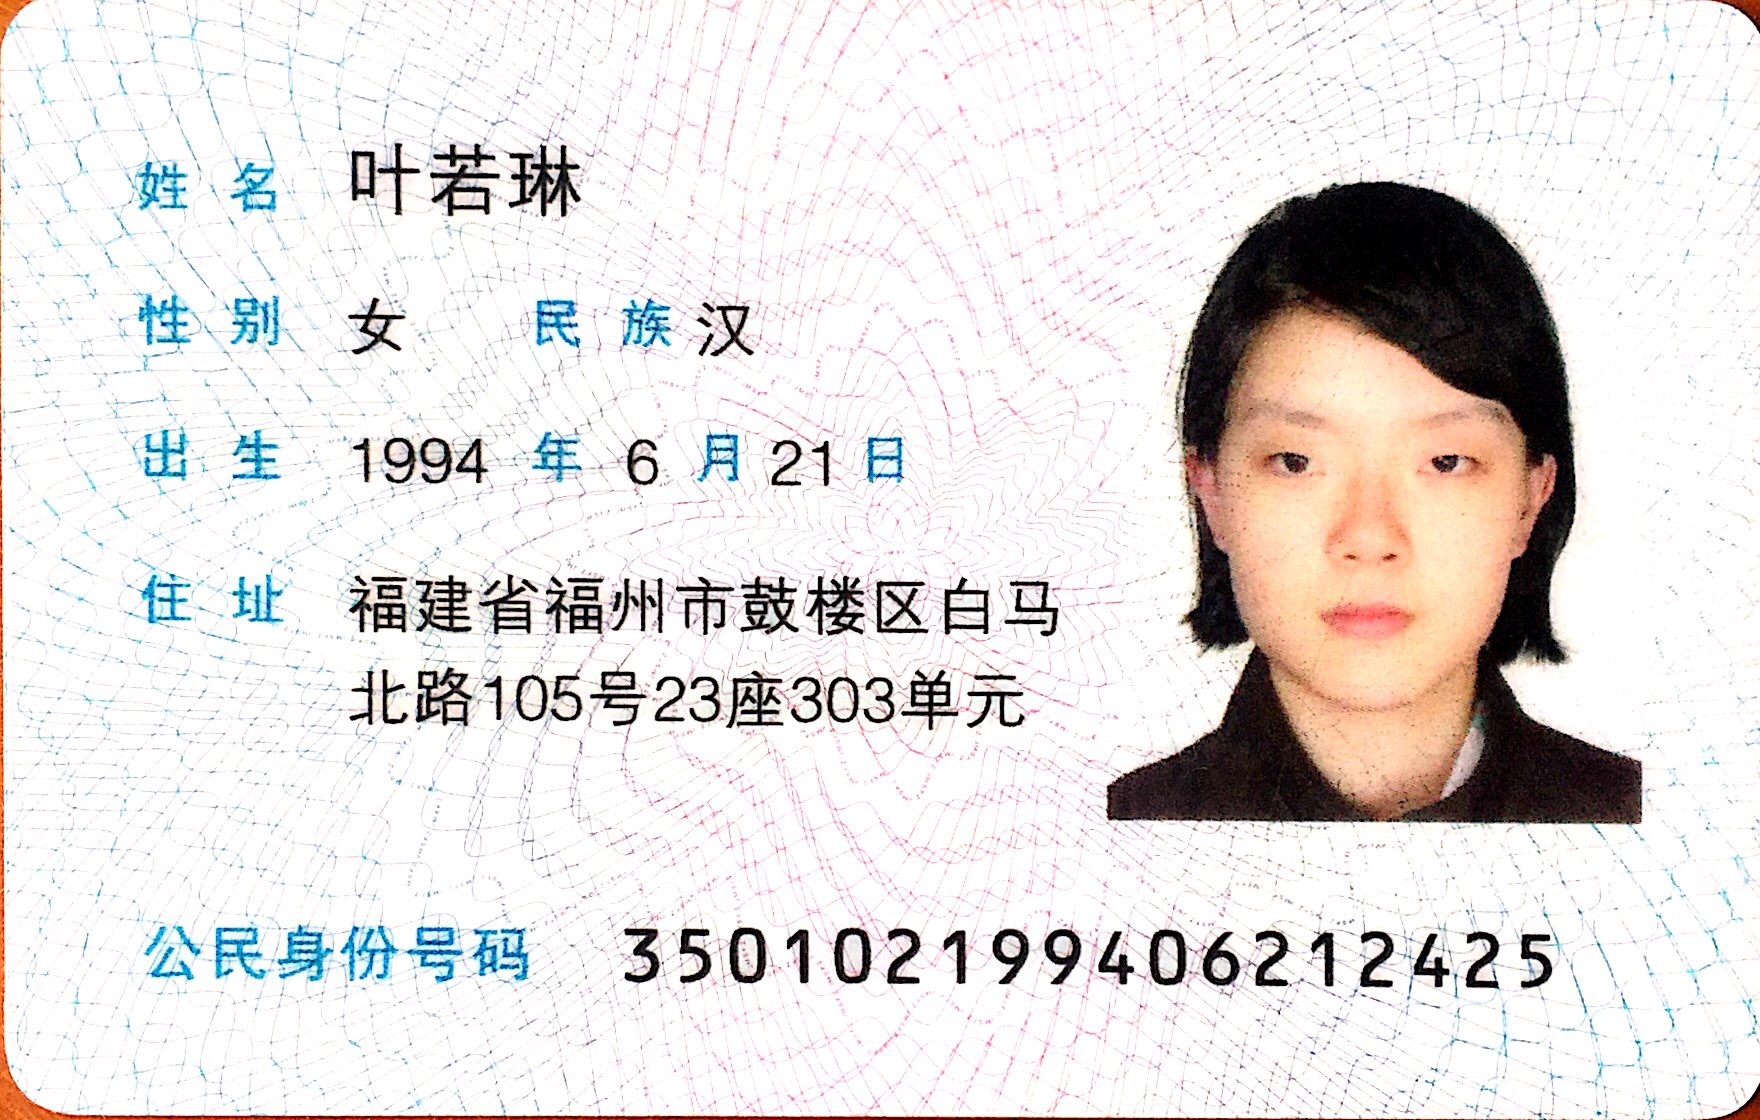 姓名 叶若琳
性别 女 民族 汉
出生 1994 年 6 月 21 日
住址 福建省福州市鼓楼区白马
北路105号23座303单元
公民身份号码 350102199406212425